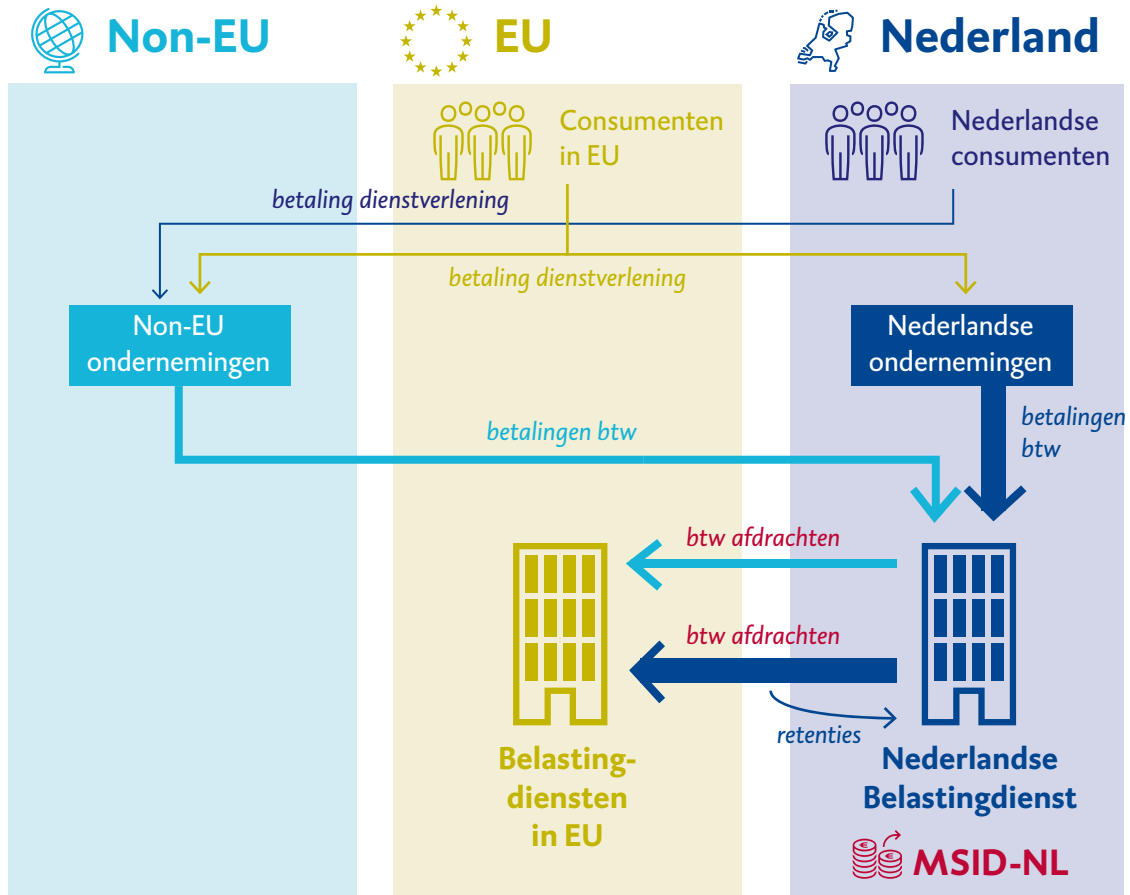 Non-EU
EU
Nederland
Consumenten
in EU
Nederlandse
consumenten
betaling dienstverlening
betaling dienstverlening
Non-EU
ondernemingen
Nederlandse
ondernemingen
betalingen btw
betalingen
btw
btw afdrachten
btw afdrachten
retenties
Belasting-
diensten
in EU
Nederlandse
Belastingdienst
MSID-NL